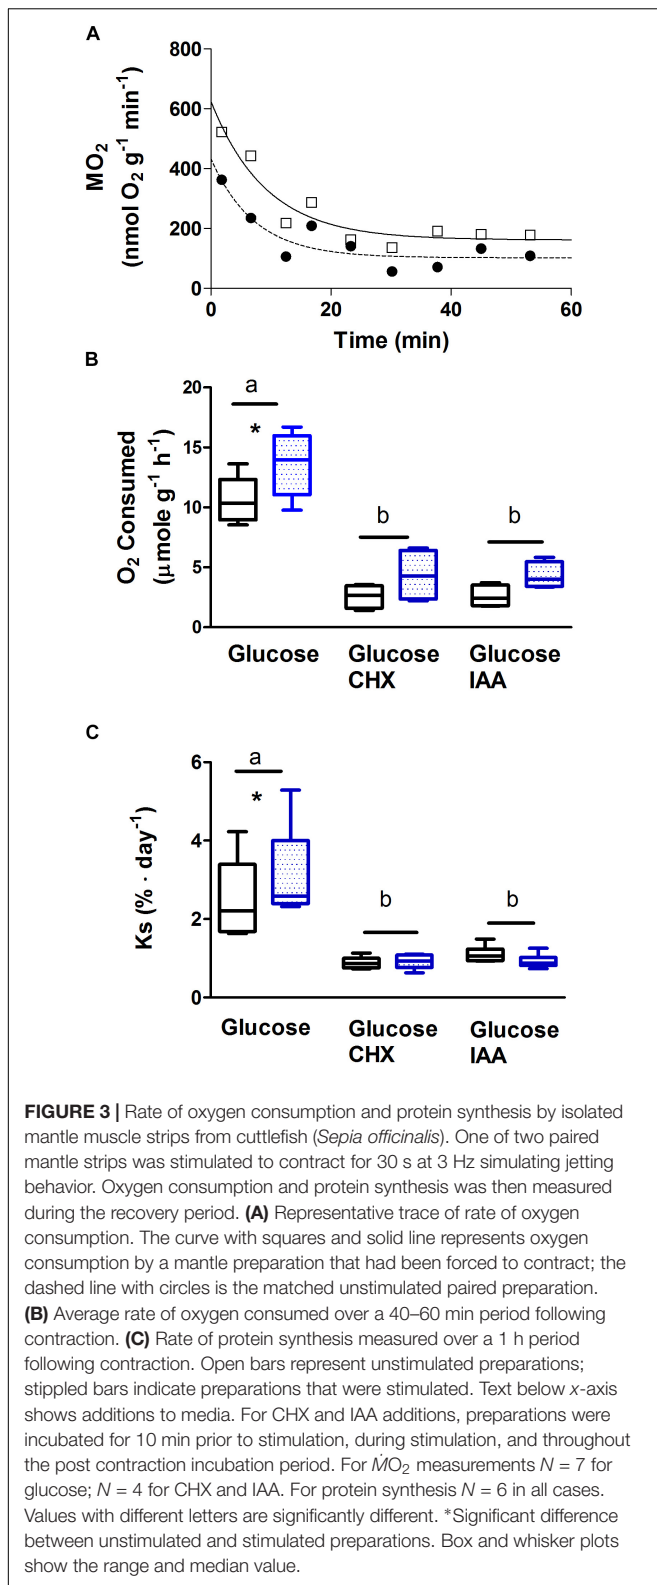 A
800
600
400
200
0
MO2
(nmol O2 g-1 min-1)
0 20 40 60
Time (min)
B
20
15
10
5
0
O2 Consumed
(μmole g-1 h-1)
a
*
b
b
Glucose Glucose Glucose
CHX IAA
C
6
4
2
0
Ks (% · day-1)
a
*
b
b
Glucose Glucose Glucose
CHX IAA
FIGURE 3 | Rate of oxygen consumption and protein synthesis by isolated
mantle muscle strips from cuttlefish (Sepia officinalis). One of two paired
mantle strips was stimulated to contract for 30 s at 3 Hz simulating jetting
behavior. Oxygen consumption and protein synthesis was then measured
during the recovery period. (A) Representative trace of rate of oxygen
consumption. The curve with squares and solid line represents oxygen
consumption by a mantle preparation that had been forced to contract; the
dashed line with circles is the matched unstimulated paired preparation.
(B) Average rate of oxygen consumed over a 40–60 min period following
contraction. (C) Rate of protein synthesis measured over a 1 h period
following contraction. Open bars represent unstimulated preparations;
stippled bars indicate preparations that were stimulated. Text below x-axis
shows additions to media. For CHX and IAA additions, preparations were
incubated for 10 min prior to stimulation, during stimulation, and throughout
the post contraction incubation period. For ṀO2 measurements N = 7 for
glucose; N = 4 for CHX and IAA. For protein synthesis N = 6 in all cases.
Values with different letters are significantly different. *Significant difference
between unstimulated and stimulated preparations. Box and whisker plots
show the range and median value.